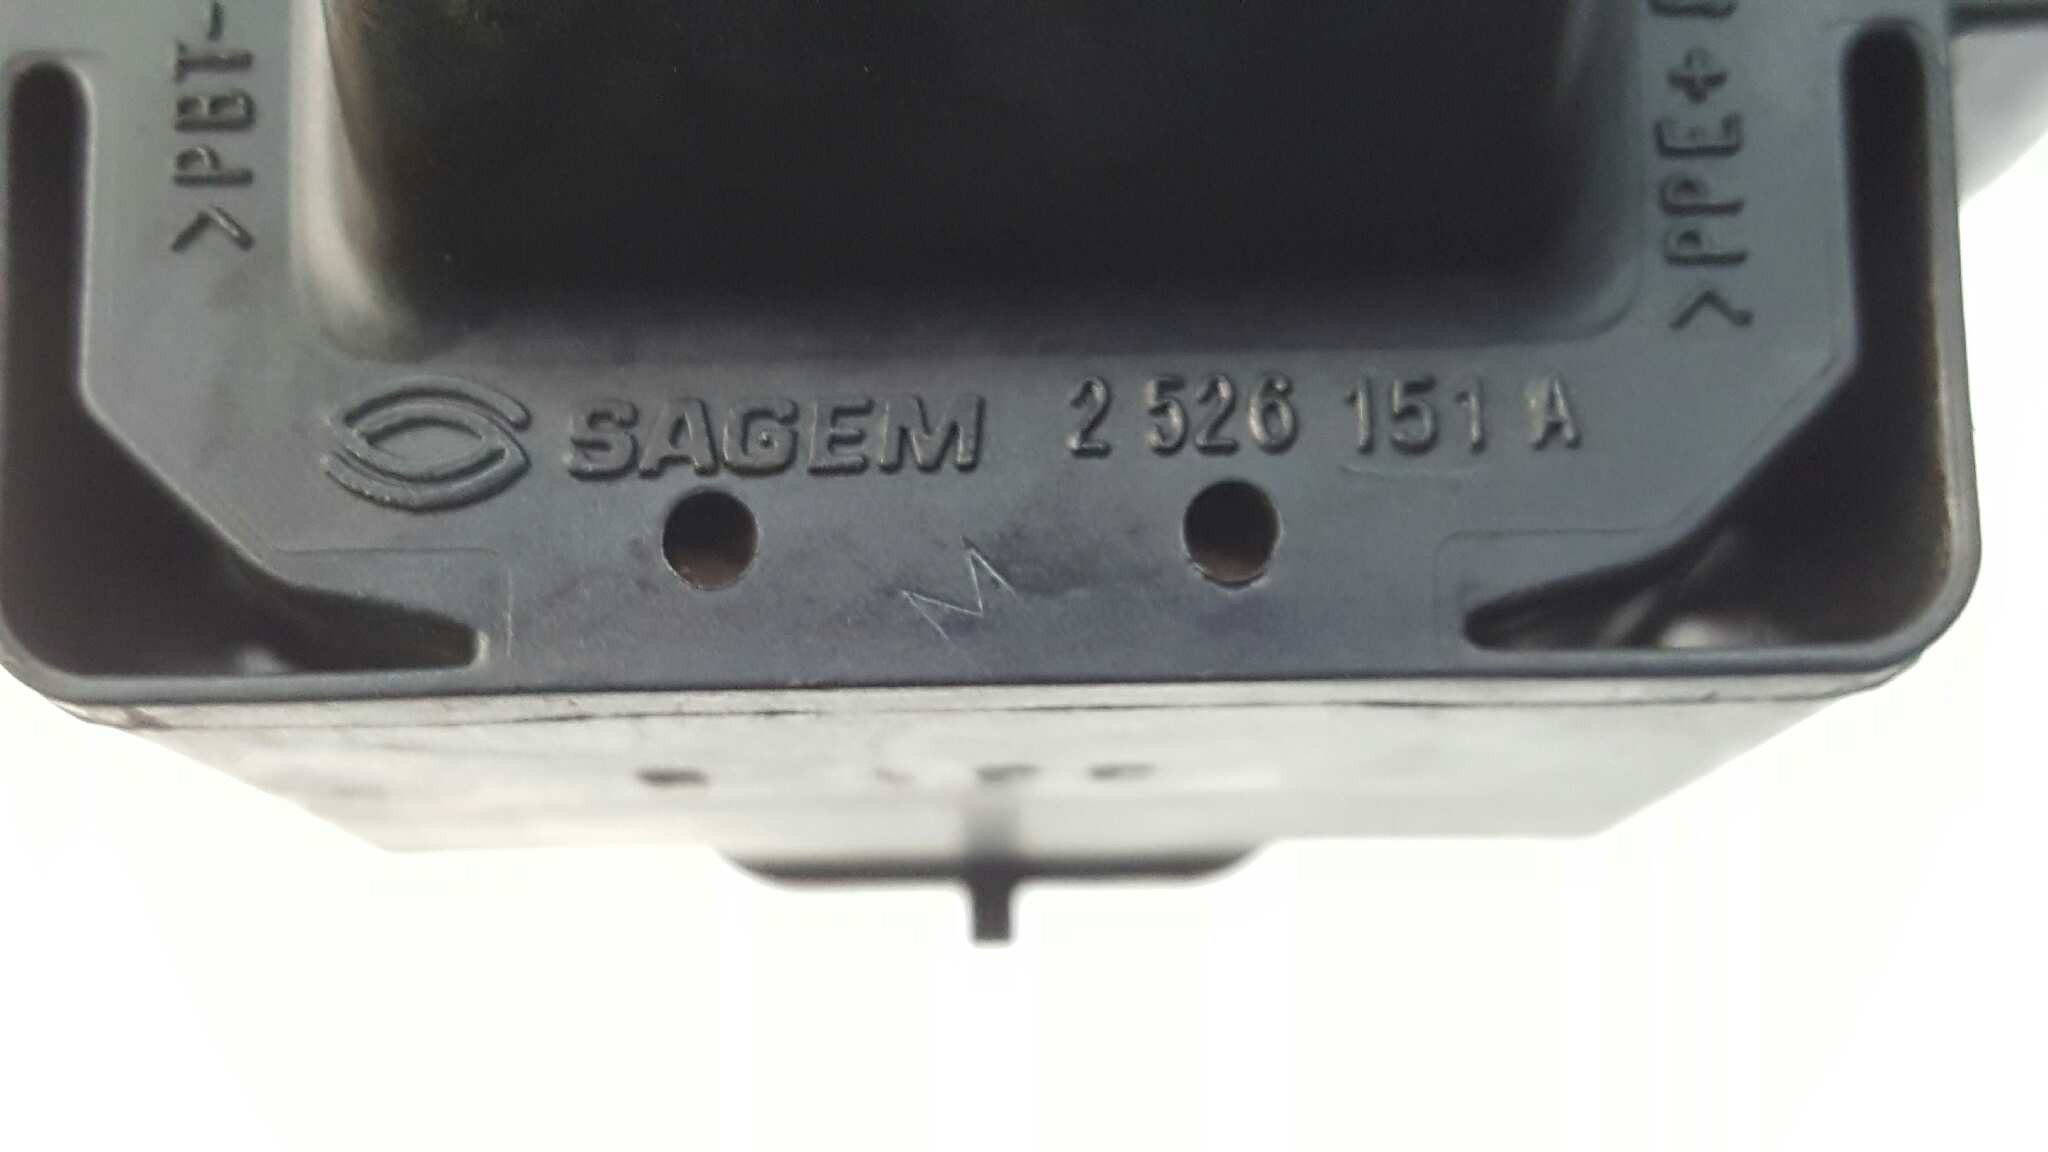 >PBT-
>PPE+
SAGEM 2 526 151 A
M